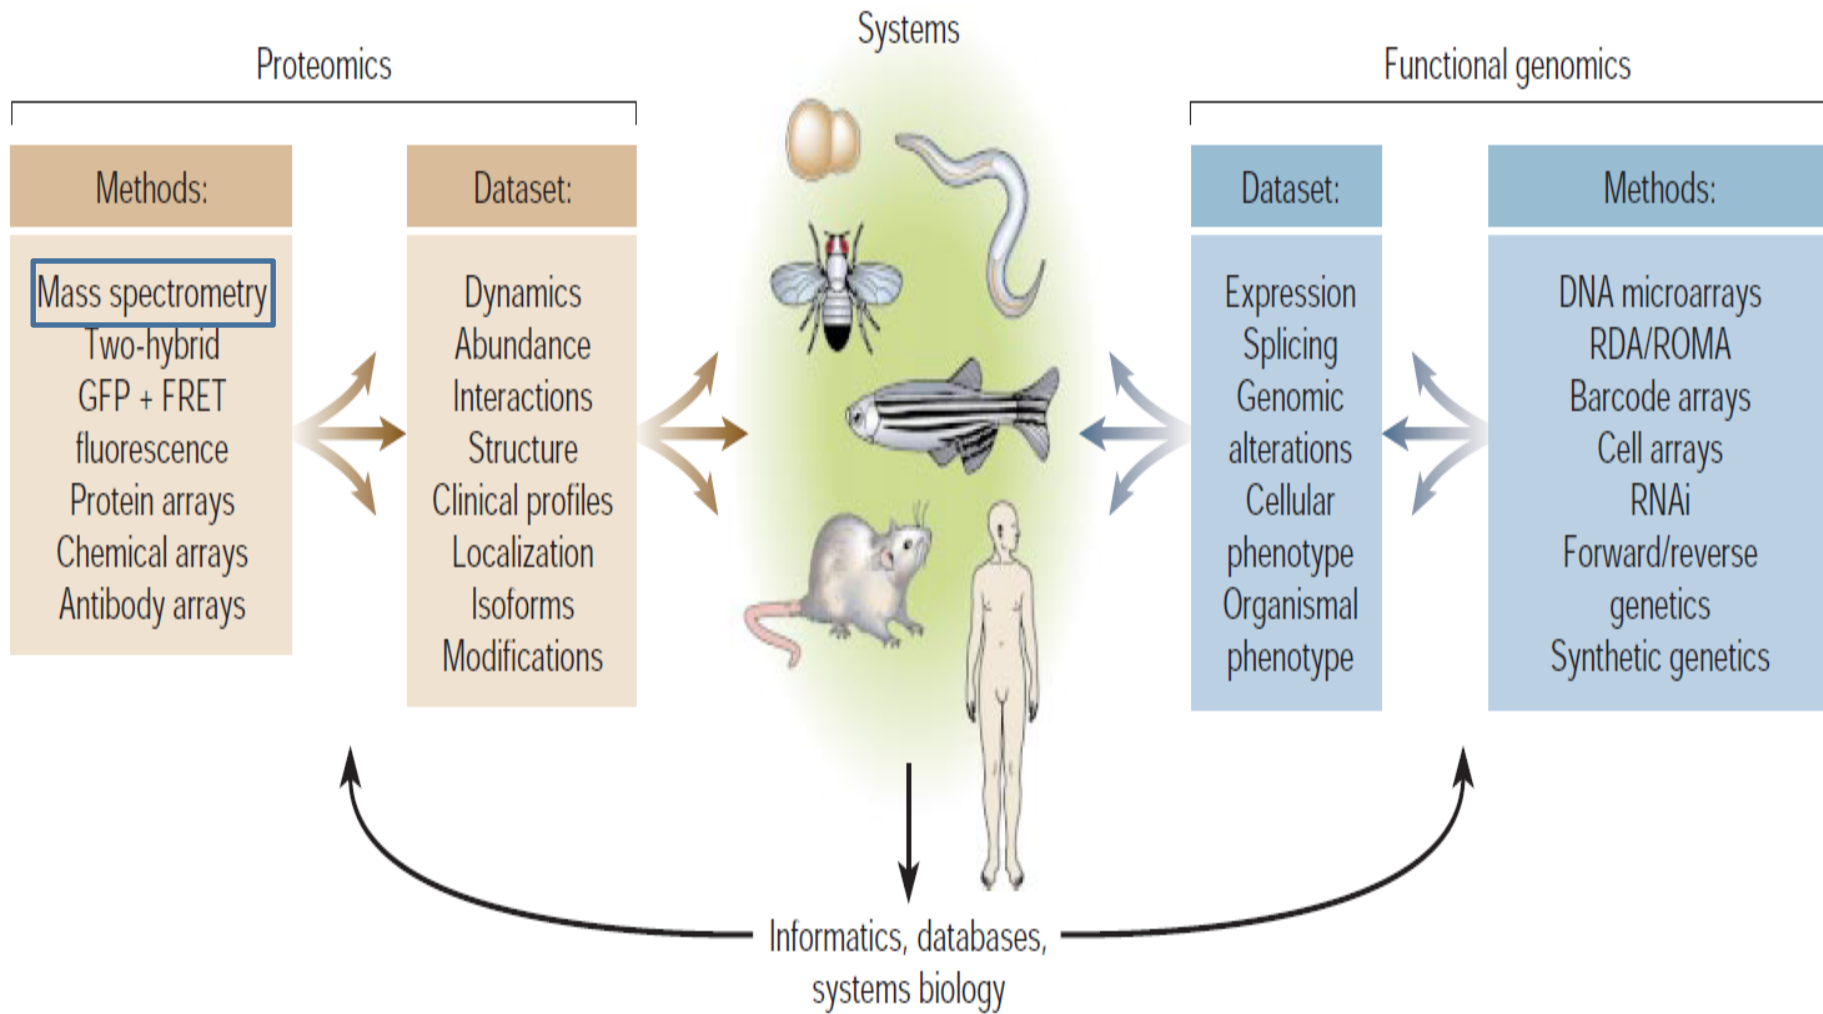 Systems
Proteomics
Functional genomics
Methods:
Mass spectrometry
Two-hybrid
GFP + FRET
fluorescence
Protein arrays
Chemical arrays
Antibody arrays
Dataset:
Dynamics
Abundance
Interactions
Structure
Clinical profiles
Localization
Isoforms
Modifications
Dataset:
Expression
Splicing
Genomic
alterations
Cellular
phenotype
Organismal
phenotype
Methods:
DNA microarrays
RDA/ROMA
Barcode arrays
Cell arrays
RNAi
Forward/reverse
genetics
Synthetic genetics
Informatics, databases,
systems biology